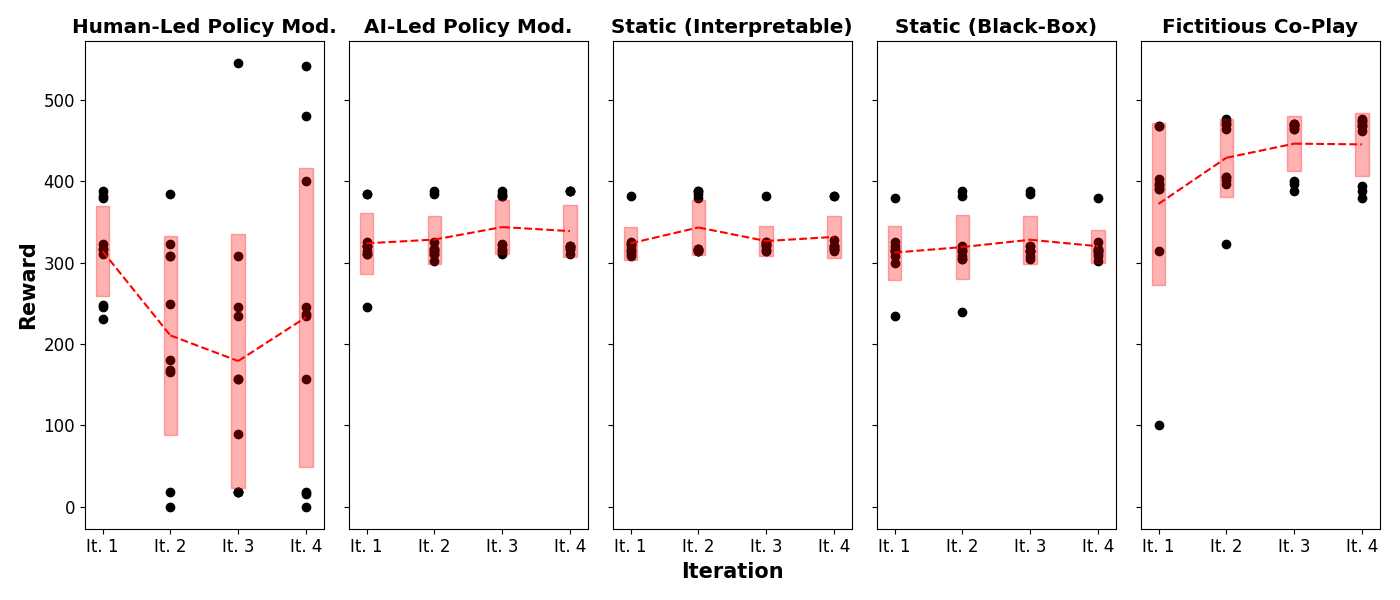 Human-Led Policy Mod.
AI-Led Policy Mod.
Static (Interpretable)
Static (Black-Box)
Fictitious Co-Play
Reward
500
400
300
200
100
0
It. 1 It. 2 It. 3 It. 4
It. 1 It. 2 It. 3 It. 4
It. 1 It. 2 It. 3 It. 4
It. 1 It. 2 It. 3 It. 4
It. 1 It. 2 It. 3 It. 4
Iteration